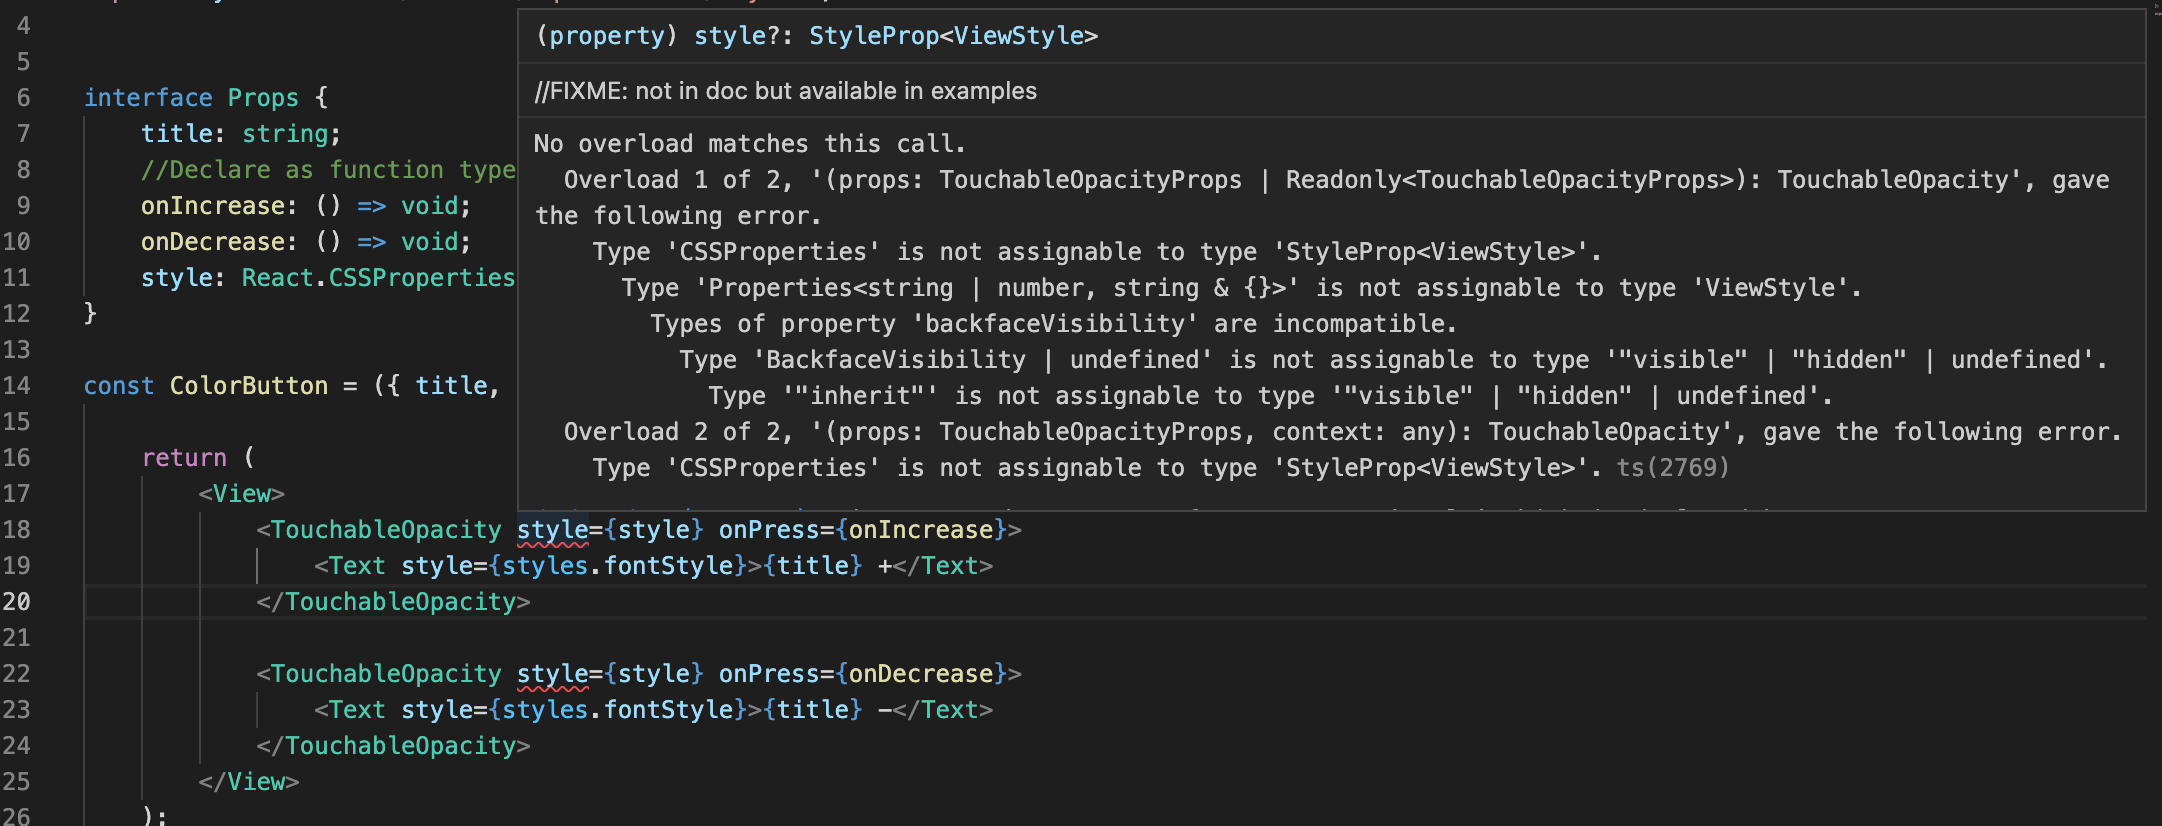 4
5
6 interface Props {
7 title: string;
8 //Declare as function type
9 onIncrease: () => void;
10 onDecrease: () => void;
11 style: React.CSSProperties
12 }
13
14 const ColorButton = ({ title,
15
16 return (
17 <View>
(property) style?: StyleProp<ViewStyle>
//FIXME: not in doc but available in examples
No overload matches this call.
Overload 1 of 2, '(props: TouchableOpacityProps | Readonly<TouchableOpacityProps>): TouchableOpacity', gave
the following error.
Type 'CSSProperties' is not assignable to type 'StyleProp<ViewStyle>'.
Type 'Properties<string | number, string & {}>' is not assignable to type 'ViewStyle'.
Types of property 'backfaceVisibility' are incompatible.
Type 'BackfaceVisibility | undefined' is not assignable to type '"visible" | "hidden" | undefined'.
Type '"inherit"' is not assignable to type '"visible" | "hidden" | undefined'.
Overload 2 of 2, '(props: TouchableOpacityProps, context: any): TouchableOpacity', gave the following error.
Type 'CSSProperties' is not assignable to type 'StyleProp<ViewStyle>'. ts(2769)
18 <TouchableOpacity style={style} onPress={onIncrease}>
19 <Text style={styles.fontStyle}>{title} +</Text>
20 </TouchableOpacity>
21
22 <TouchableOpacity style={style} onPress={onDecrease}>
23 <Text style={styles.fontStyle}>{title} -</Text>
24 </TouchableOpacity>
25 </View>
26 );